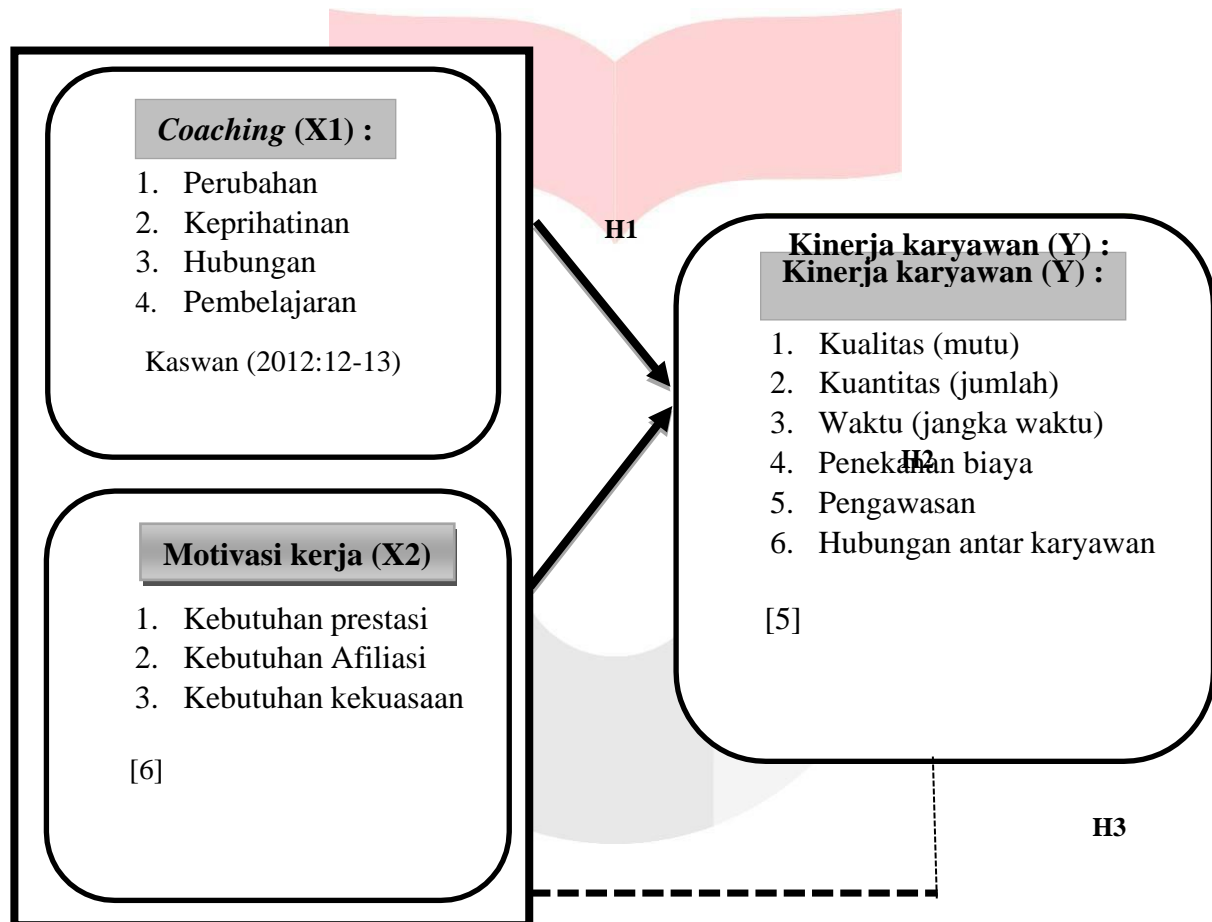 Coaching (X1) :
1. Perubahan
2. Keprihatinan
3. Hubungan
4. Pembelajaran
Kaswan (2012:12-13)
Motivasi kerja (X2)
1. Kebutuhan prestasi
2. Kebutuhan Afiliasi
3. Kebutuhan kekuasaan
[6]
H1
Kinerja karyawan (Y) :
Kinerja karyawan (Y) :
1. Kualitas (mutu)
2. Kuantitas (jumlah)
3. Waktu (jangka waktu)
4. Penekanan biaya
H2
5. Pengawasan
6. Hubungan antar karyawan
[5]
H3